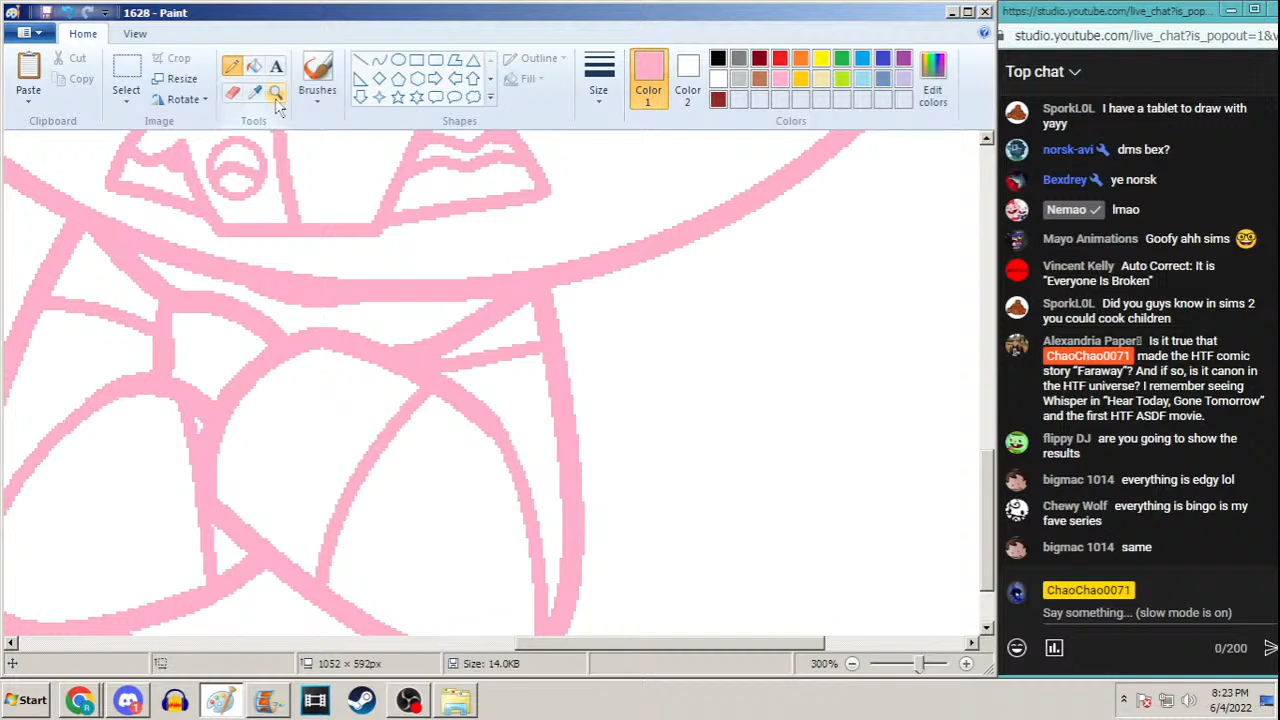 1628 - Paint
https://studio.youtube.com/live_chat?is_pop...
studio.youtube.com/live_chat?is_popout=1&v
Home
View
Paste
Cut
Copy
Clipboard
Select
Crop
Resize
Rotate
Image
A
Tools
Brushes
Outline
Fill
Shapes
Size
Color 1
Color 2
Edit colors
Colors
Top chat
SporkL0L I have a tablet to draw with
yayy
norsk-avi dms bex?
Bexdrey ye norsk
Nemao lmao
Mayo Animations Goofy ahh sims
Vincent Kelly Auto Correct: It is
"Everyone Is Broken"
SporkL0L Did you guys know in sims 2
you could cook children
Alexandria Paper Is it true that
ChaoChao0071 made the HTF comic
story “Faraway”? And if so, is it canon in
the HTF universe? I remember seeing
Whisper in “Hear Today, Gone Tomorrow”
and the first HTF ASDF movie.
flippy DJ are you going to show the
results
bigmac 1014 everything is edgy lol
Chewy Wolf everything is bingo is my
fave series
bigmac 1014 same
ChaoChao0071
Say something... (slow mode is on)
0/200
1052 × 592px
Size: 14.0KB
300%
Start
8:23 PM
6/4/2022